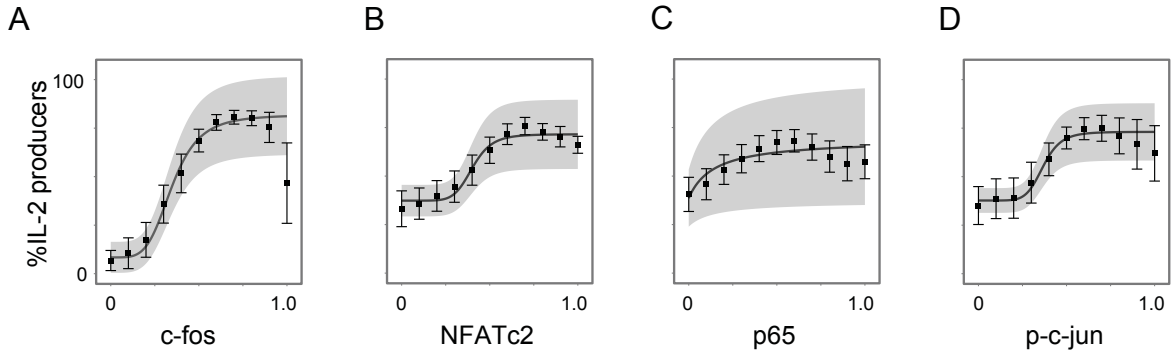 A B C D
%IL-2 producers
100
0
0 1.0 0 1.0 0 1.0 0 1.0
c-fos NFATc2 p65 p-c-jun